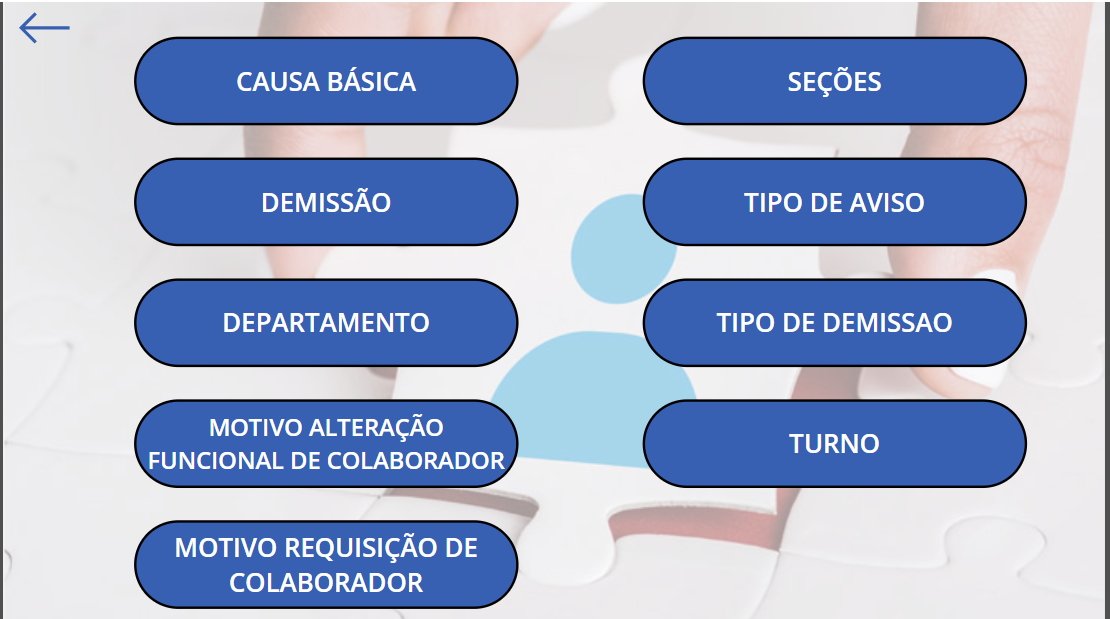 CAUSA BÁSICA
DEMISSÃO
DEPARTAMENTO
MOTIVO ALTERAÇÃO
FUNCIONAL DE COLABORADOR
MOTIVO REQUISIÇÃO DE
COLABORADOR
SEÇÕES
TIPO DE AVISO
TIPO DE DEMISSAO
TURNO